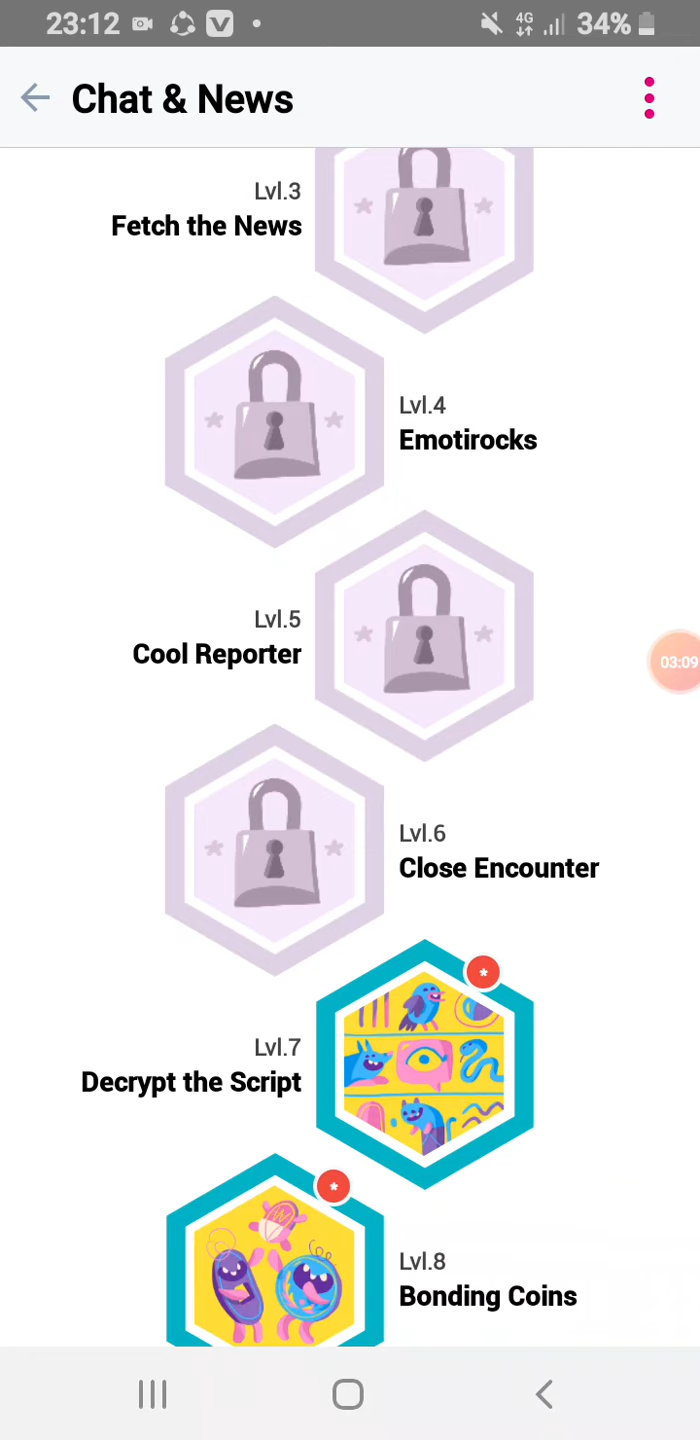 23:12
4G
34%
Chat & News
Lvl.3
Fetch the News
Lvl.4
Emotirocks
Lvl.5
Cool Reporter
03:09
Lvl.6
Close Encounter
Lvl.7
Decrypt the Script
Lvl.8
Bonding Coins